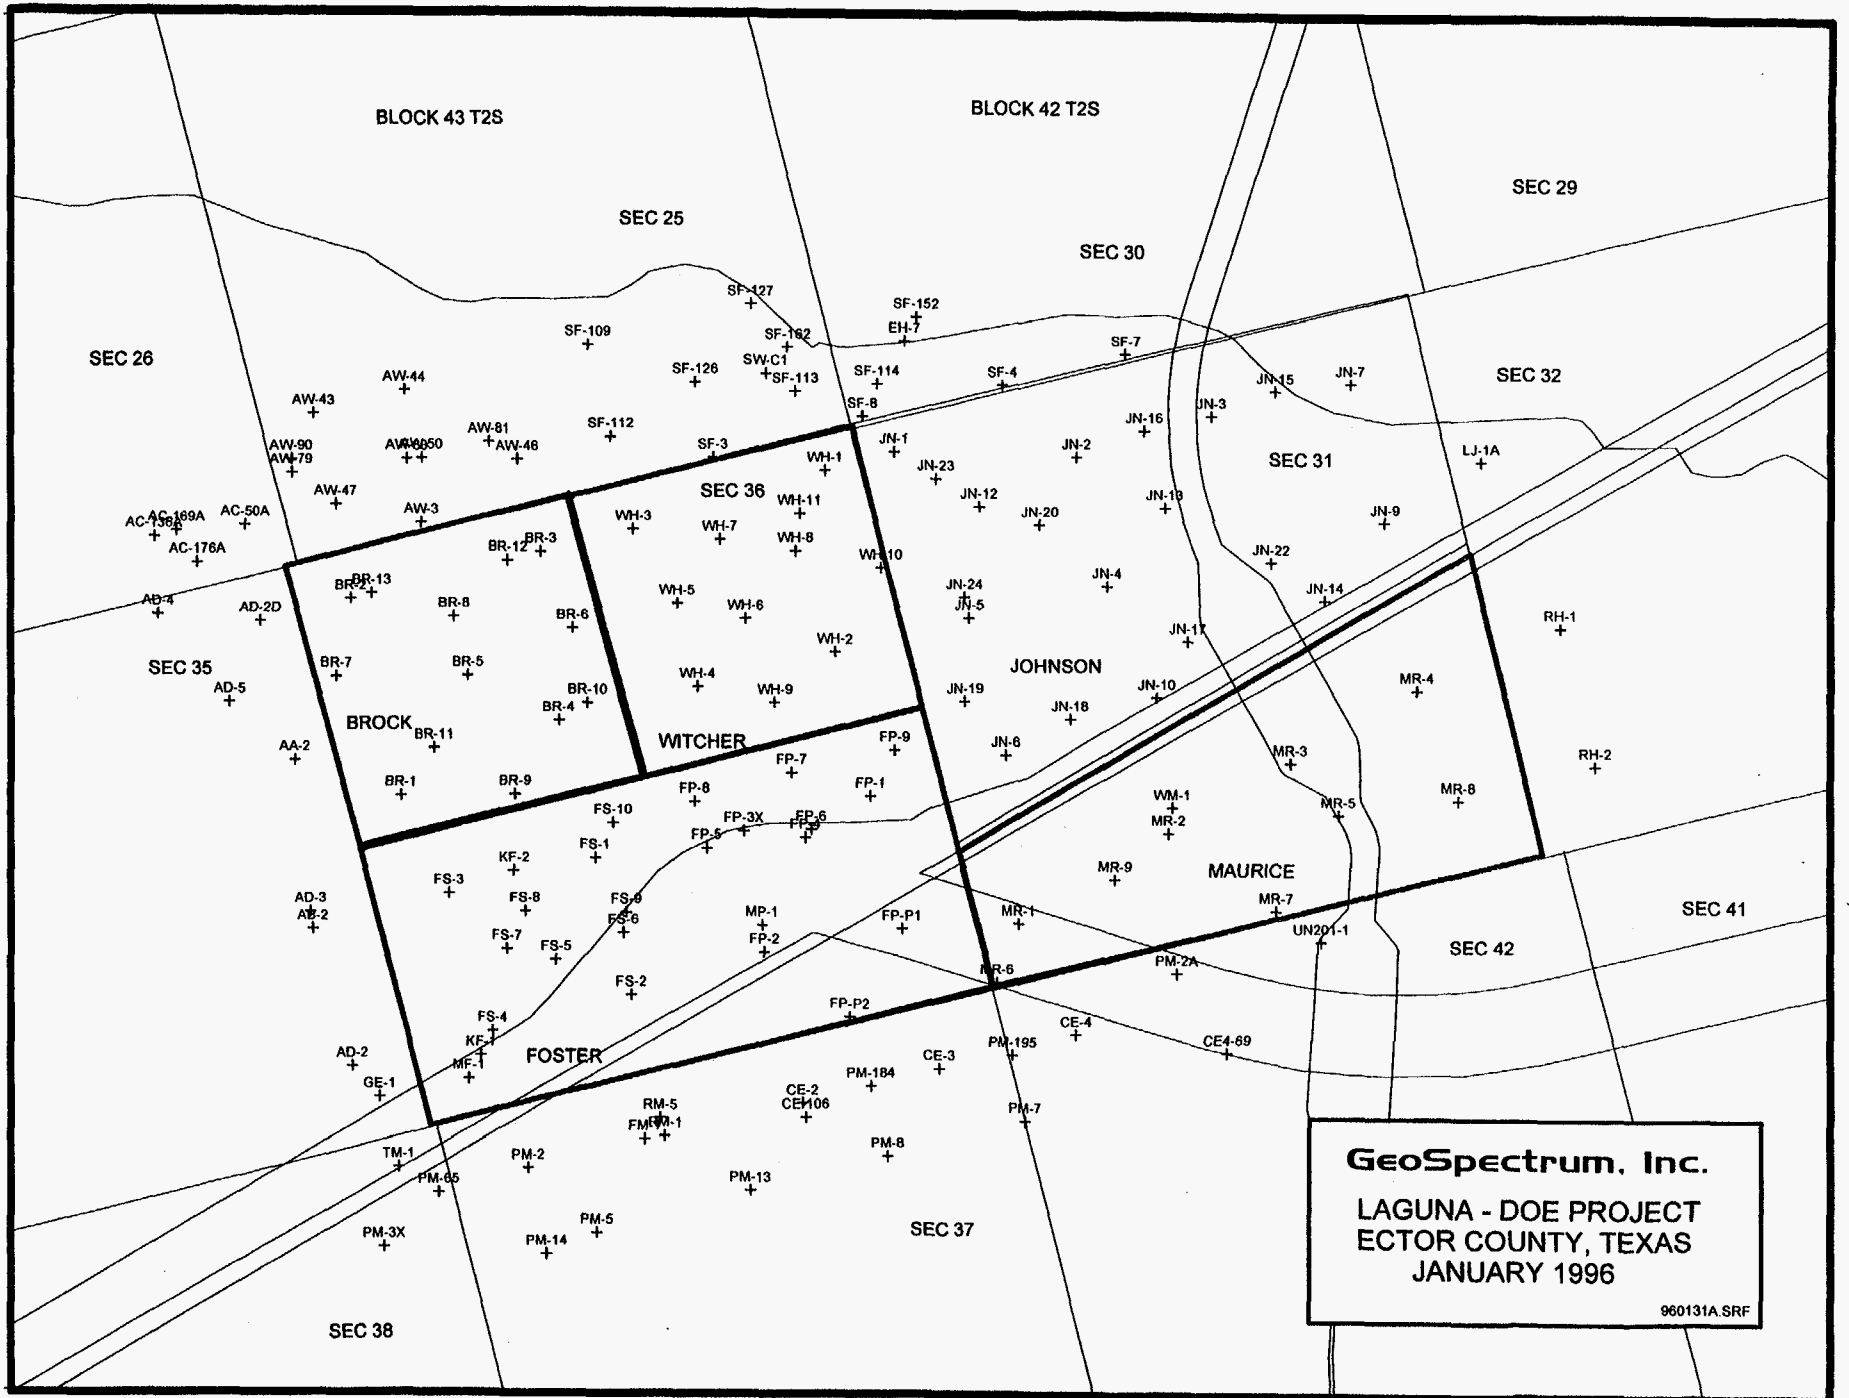 BLOCK 43 T2S
BLOCK 42 T2S
SEC 29
SEC 25
SEC 30
SF-127
SF-152
EH-7
SF-109
SF-162
SF-7
SEC 26
SW-C1
SF-126
SF-113
SF-114
SF-4
JN-15
JN-7
SEC 32
AW-44
AW-43
SF-8
JN-3
JN-16
AW-81
SF-112
AW-90
AW-50
AW-46
SF-3
JN-1
JN-2
AW-79
WH-1
JN-23
SEC 31
LJ-1A
AW-47
SEC 36
WH-11
JN-12
JN-13
AC-169A
AC-50A
AW-3
WH-3
WH-7
JN-20
JN-9
AC-176A
BR-12
BR-3
WH-8
WH-10
JN-22
BR-2
BR-13
WH-5
JN-24
JN-4
JN-14
AD-4
AD-2D
BR-8
BR-6
WH-6
JN-5
RH-1
WH-2
JN-17
SEC 35
BR-7
BR-5
JOHNSON
AD-5
WH-4
WH-9
JN-19
JN-10
MR-4
BR-10
BR-4
JN-18
BROCK
BR-11
WITCHER
AA-2
FP-9
JN-6
MR-3
RH-2
BR-1
BR-9
FP-7
FP-8
FP-1
WM-1
MR-5
MR-8
FS-10
FP-3X
FP-6
MR-2
FP-5
FS-1
KF-2
FS-3
MR-9
MAURICE
AD-3
FS-8
FS-9
MP-1
FP-P1
MR-1
MR-7
SEC 41
FS-6
UN201-1
FS-7
FS-5
FP-2
SEC 42
FS-2
MR-6
PM-2A
FP-P2
FS-4
CE-4
KF-1
FOSTER
PM-195
CE4-69
AD-2
MF-1
CE-3
GE-1
PM-184
CE-2
RM-5
CE-106
PM-7
TM-1
PM-2
PM-8
PM-65
PM-13
PM-3X
PM-14
PM-5
SEC 37
SEC 38
GeoSpectrum, Inc.
LAGUNA - DOE PROJECT
ECTOR COUNTY, TEXAS
JANUARY 1996
960131A.SRF